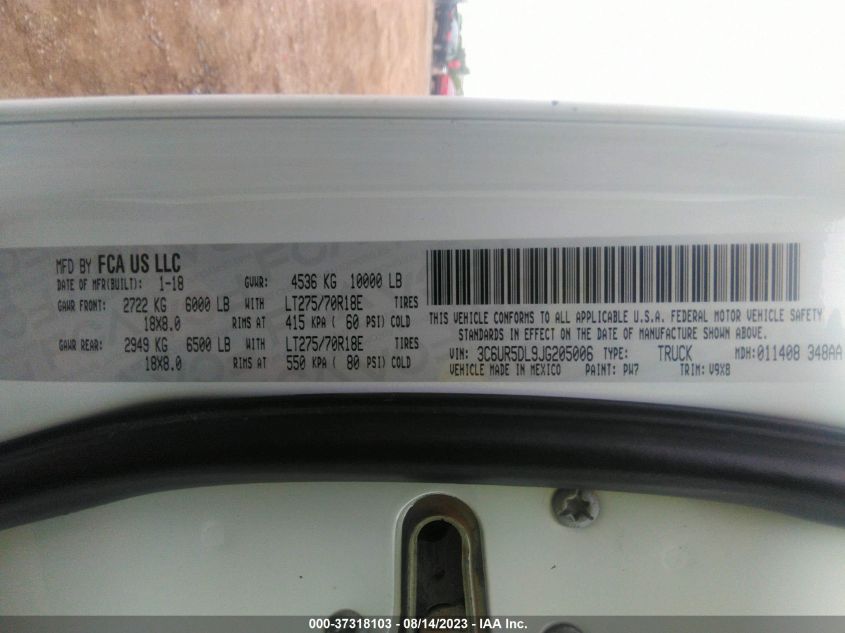 MFD BY FCA US LLC
DATE OF MFR(BUILT): 1-18 GVWR: 4536 KG 10000 LB
GAWR FRONT: 2722 KG 6000 LB WITH LT275/70R18E TIRES
18X8.0 RIMS AT 415 KPA ( 60 PSI) COLD
GAWR REAR: 2949 KG 6500 LB WITH LT275/70R18E TIRES
18X8.0 RIMS AT 550 KPA ( 80 PSI) COLD
THIS VEHICLE CONFORMS TO ALL APPLICABLE U.S.A. FEDERAL MOTOR VEHICLE SAFETY
STANDARDS IN EFFECT ON THE DATE OF MANUFACTURE SHOWN ABOVE.
VIN: 3C6UR5DL9JG205006 TYPE: TRUCK MDH: 011408 348AA
VEHICLE MADE IN MEXICO PAINT: PW7 TRIM: V9X8
000-37318103 - 08/14/2023 - IAA Inc.